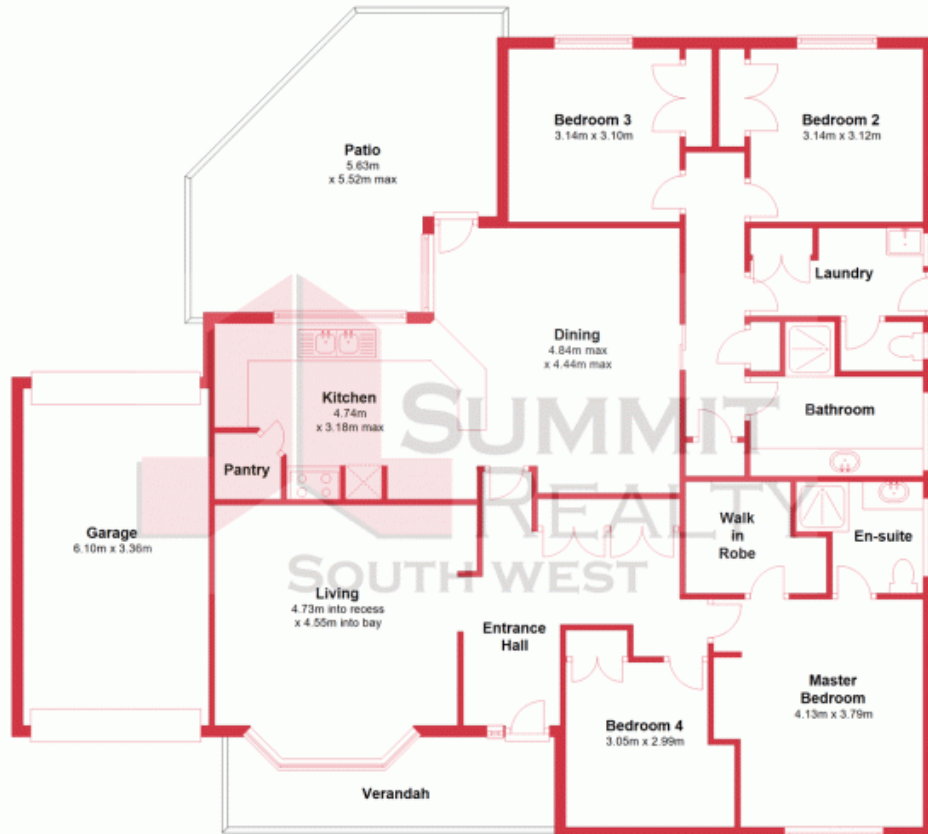 Bedroom 3
3.14m x 3.10m
Bedroom 2
3.14m x 3.12m
Patio
5.63m
x 5.52m max
Laundry
Dining
4.84m max
x 4.44m max
Kitchen
4.74m
x 3.18m max
Bathroom
SUMMIT
Pantry
REALTY
Garage
6.10m x 3.36m
Walk
in
Robe
En-suite
SOUTH WEST
Living
4.73m into recess
x 4.55m into bay
Entrance
Hall
Master
Bedroom
4.13m x 3.79m
Bedroom 4
3.05m x 2.99m
Verandah